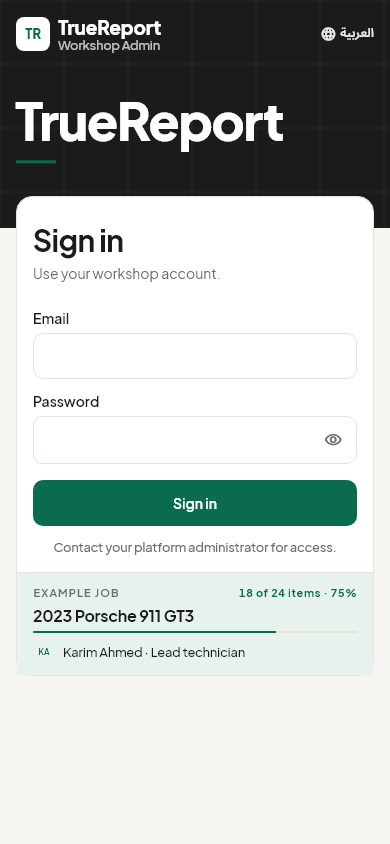 TR
TrueReport
Workshop Admin
العربية
TrueReport
Sign in
Use your workshop account.
Email
Password
Sign in
Contact your platform administrator for access.
EXAMPLE JOB
18 of 24 items · 75%
2023 Porsche 911 GT3
KA
Karim Ahmed · Lead technician